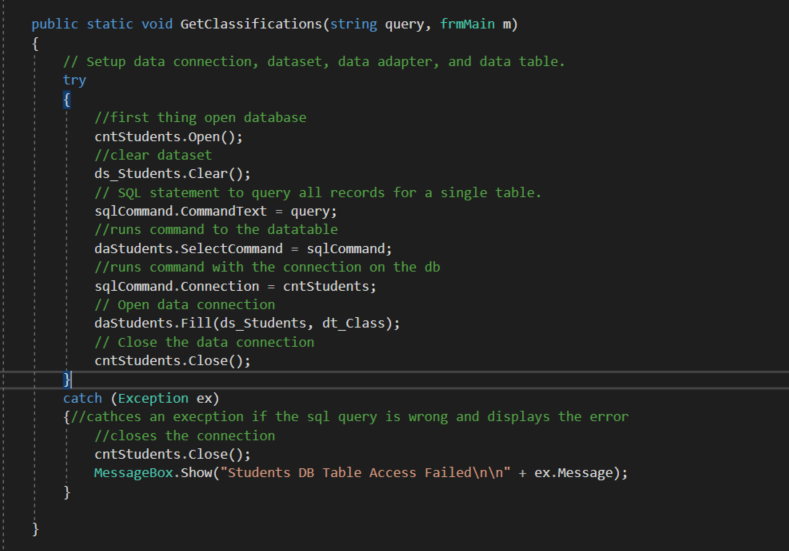 public static void GetClassifications(string query, frmMain m)
{
// Setup data connection, dataset, data adapter, and data table.
try
{
//first thing open database
cntStudents.Open();
//clear dataset
ds_Students.Clear();
// SQL statement to query all records for a single table.
sqlCommand.CommandText = query;
//runs command to the datatable
daStudents.SelectCommand = sqlCommand;
//runs command with the connection on the db
sqlCommand.Connection = cntStudents;
// Open data connection
daStudents.Fill(ds_Students, dt_Class);
// Close the data connection
cntStudents.Close();
}
catch (Exception ex)
{//cathces an execption if the sql query is wrong and displays the error
//closes the connection
cntStudents.Close();
MessageBox.Show("Students DB Table Access Failed\n\n" + ex.Message);
}
}